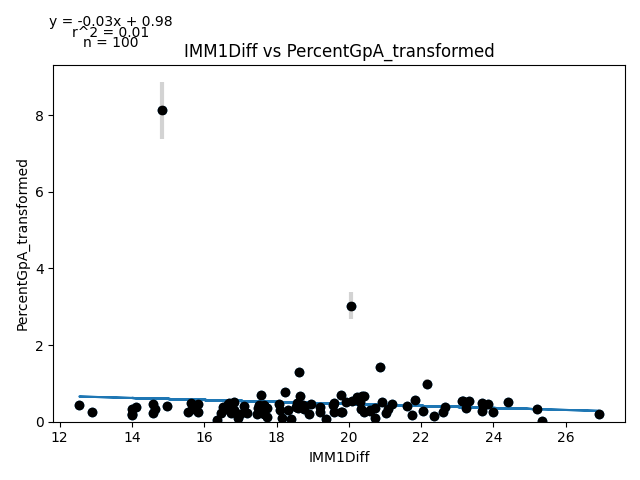 y = -0.03x + 0.98
r^2 = 0.01
n = 100
IMM1Diff vs PercentGpA_transformed
PercentGpA_transformed
8
6
4
2
0
12 14 16 18 20 22 24 26
IMM1Diff